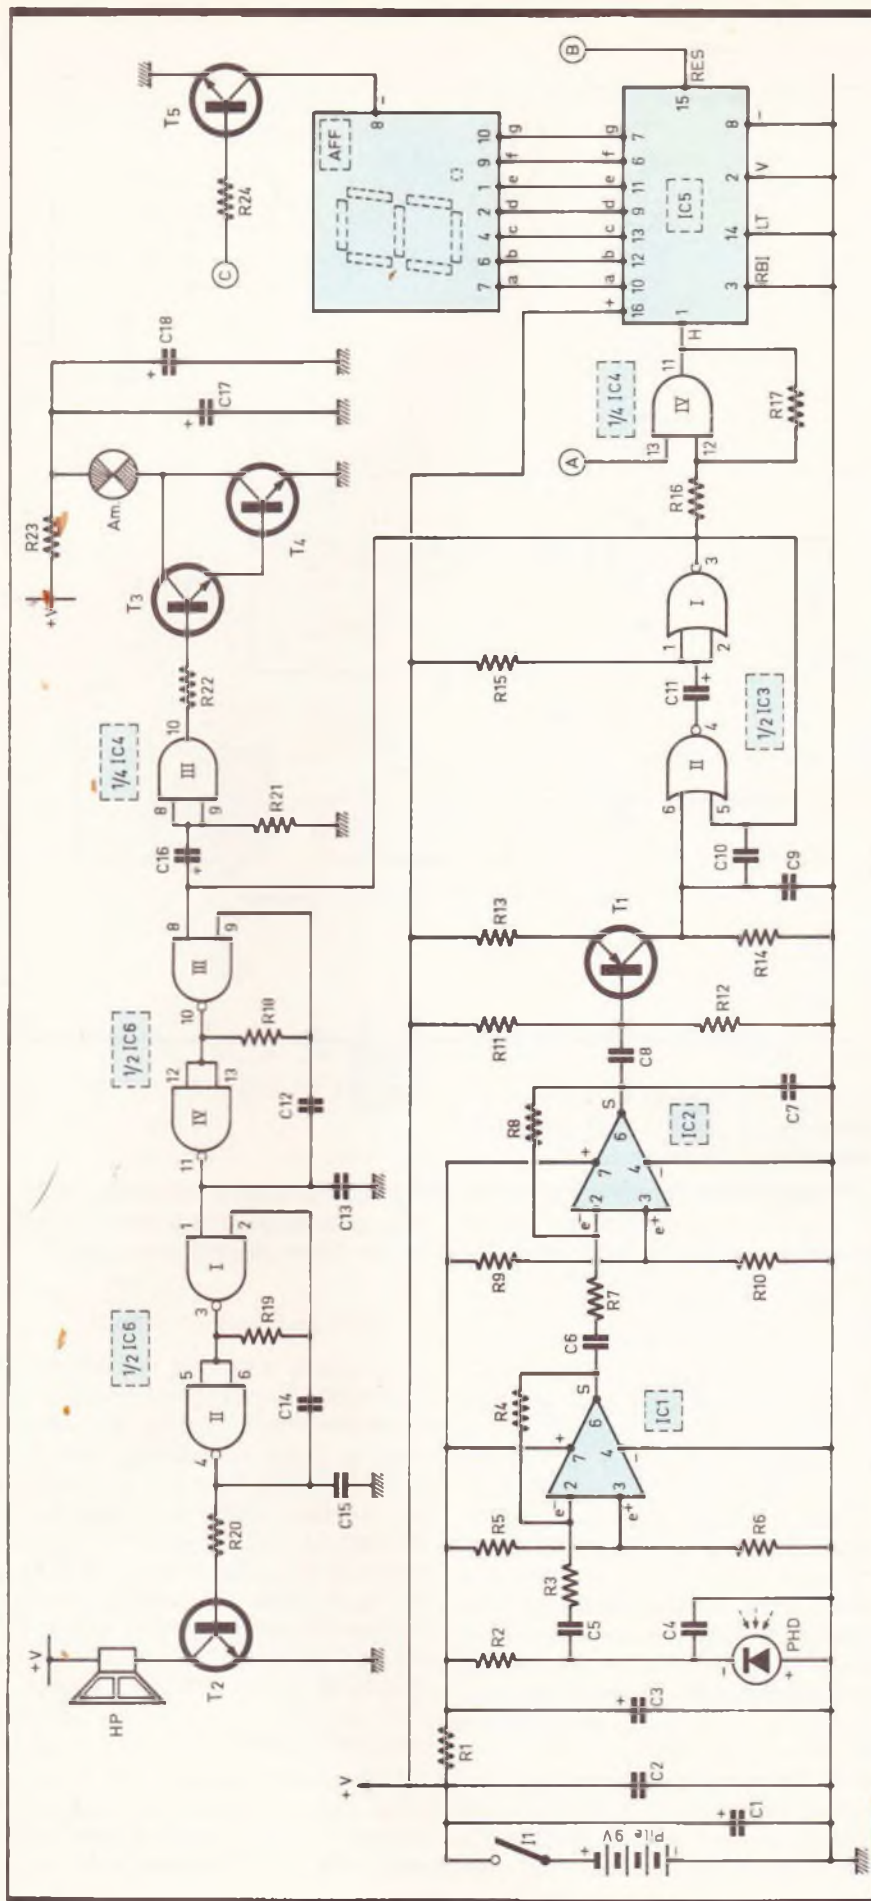 +V
HP
T2
R20
C15
4
II
5
6
1/2 IC6
C14
R19
3
I
1
2
C13
11
IV
12
13
1/2 IC6
C12
R18
10
III
8
9
C16
+
8
9
III
10
1/4 IC4
R21
R22
T3
T4
+V
R23
Am.
+
C17
+
C18
C
R24
T5
AFF
8
-
7
6
4
2
1
9
10
a
b
c
d
e
f
g
+
a
b
c
d
e
f
g
16
10
12
13
9
11
6
7
IC5
1
H
15
RES
B
3
14
2
8
RBI
LT
V
-
+V
I1
+
Pile 9V
-
+
C1
C2
R1
+
C3
R2
-
PHD
+
C4
C5
R3
R5
R6
R4
e-
2
3
e+
7
+
4
-
6
S
IC1
C6
R7
R9
R10
R8
e-
2
3
e+
7
+
4
-
6
S
IC2
C7
C8
R11
R12
R13
T1
R14
C9
C10
6
5
II
4
C11
+
1/2 IC3
R15
1
2
I
3
R16
A
13
12
IV
11
1/4 IC4
R17